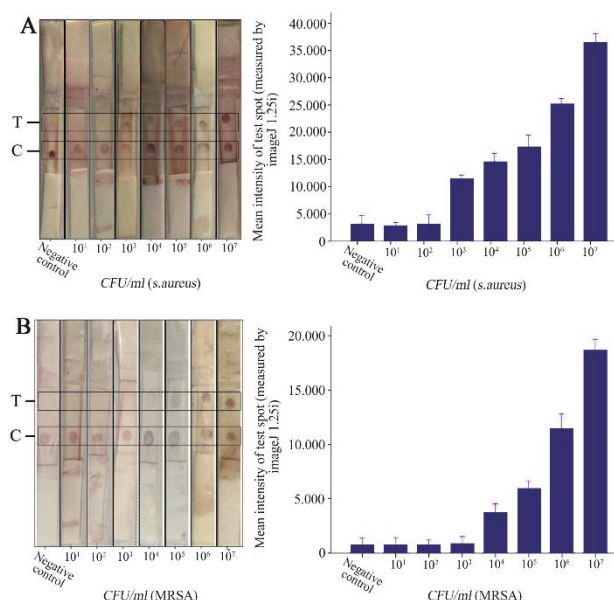 A
T
C
Negative control
10¹
10²
10³
10⁴
10⁵
10⁶
10⁷
CFU/ml (s.aureus)
Mean intensity of test spot (measured by
imageJ 1.25i)
40.000
35.000
30.000
25.000
20.000
15.000
10.000
5.000
0
Negative
control
10¹
10²
10³
10⁴
10⁵
10⁶
10⁷
CFU/ml (s.aureus)
B
T
C
Negative
control
10¹
10²
10³
10⁴
10⁵
10⁶
10⁷
CFU/ml (MRSA)
Mean intensity of test spot (measured by
imageJ 1.25i)
20.000
15.000
10.000
5.000
0
Negative
control
10¹
10²
10³
10⁴
10⁵
10⁶
10⁷
CFU/ml (MRSA)